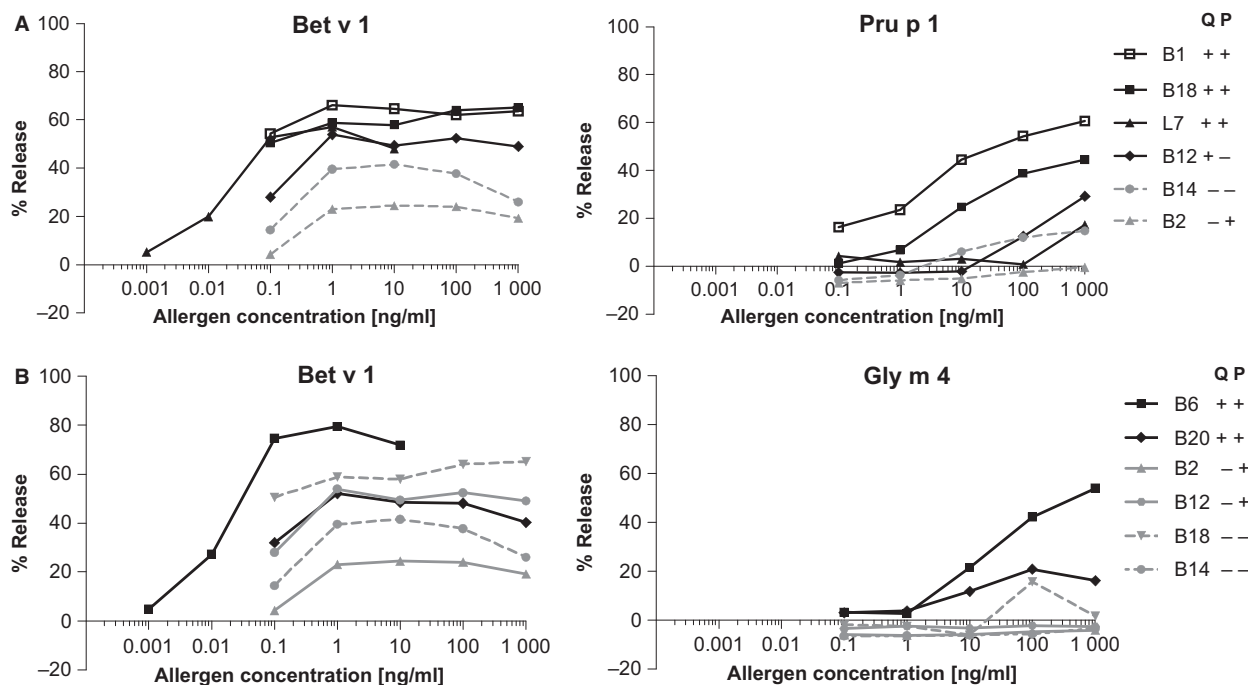 A
Bet v 1
% Release
100
80
60
40
20
0
–20
0.001 0.01 0.1 1 10 100 1 000
Allergen concentration [ng/ml]
Pru p 1
% Release
100
80
60
40
20
0
–20
0.001 0.01 0.1 1 10 100 1 000
Allergen concentration [ng/ml]
Q P
B1 + +
B18 + +
L7 + +
B12 + –
B14 – –
B2 – +
B
Bet v 1
% Release
100
80
60
40
20
0
–20
0.001 0.01 0.1 1 10 100 1 000
Allergen concentration [ng/ml]
Gly m 4
% Release
100
80
60
40
20
0
–20
0.001 0.01 0.1 1 10 100 1 000
Allergen concentration [ng/ml]
Q P
B6 + +
B20 + +
B2 – +
B12 – +
B18 – –
B14 – –